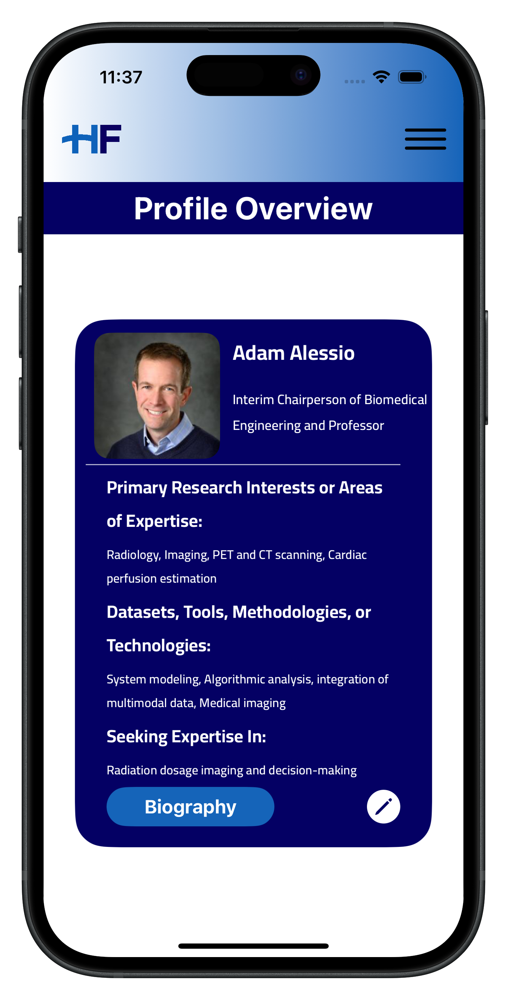 11:37
HF
Profile Overview
Adam Alessio
Interim Chairperson of Biomedical
Engineering and Professor
Primary Research Interests or Areas
of Expertise:
Radiology, Imaging, PET and CT scanning, Cardiac
perfusion estimation
Datasets, Tools, Methodologies, or
Technologies:
System modeling, Algorithmic analysis, integration of
multimodal data, Medical imaging
Seeking Expertise In:
Radiation dosage imaging and decision-making
Biography